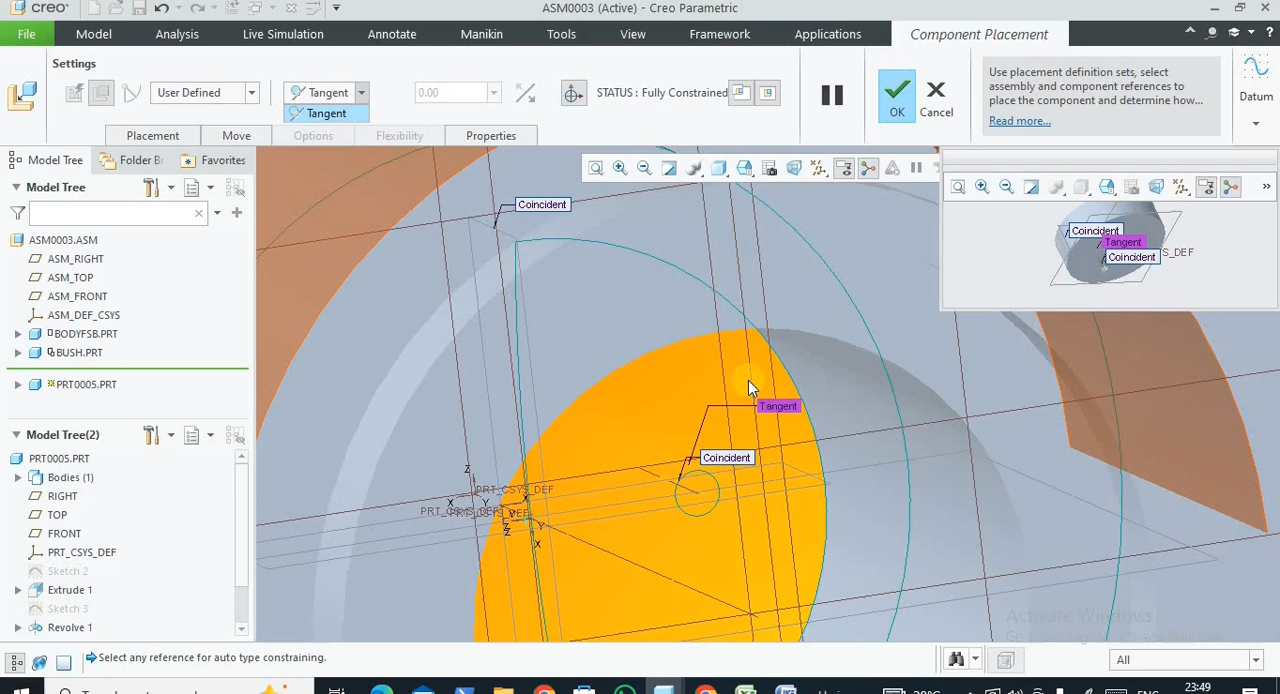 creo
ASM0003 (Active) - Creo Parametric
File
Model
Analysis
Live Simulation
Annotate
Manikin
Tools
View
Framework
Applications
Component Placement
Settings
User Defined
Tangent
Tangent
0.00
STATUS : Fully Constrained
OK
Cancel
Use placement definition sets, select
assembly and component references to
place the component and determine how...
Read more...
Datum
Placement
Move
Options
Flexibility
Properties
Model Tree
Folder Br
Favorites
Model Tree
ASM0003.ASM
ASM_RIGHT
ASM_TOP
ASM_FRONT
ASM_DEF_CSYS
BODYFSB.PRT
BUSH.PRT
PRT0005.PRT
Model Tree(2)
PRT0005.PRT
Bodies (1)
RIGHT
TOP
FRONT
PRT_CSYS_DEF
Sketch 2
Extrude 1
Sketch 3
Revolve 1
Coincident
Tangent
Coincident
PRT_CSYS_DEF
Z
X
Y
X
Z
Y
X
Coincident
Tangent
Coincident
S_DEF
Activate Windows
Select any reference for auto type constraining.
All
23:49
ENG